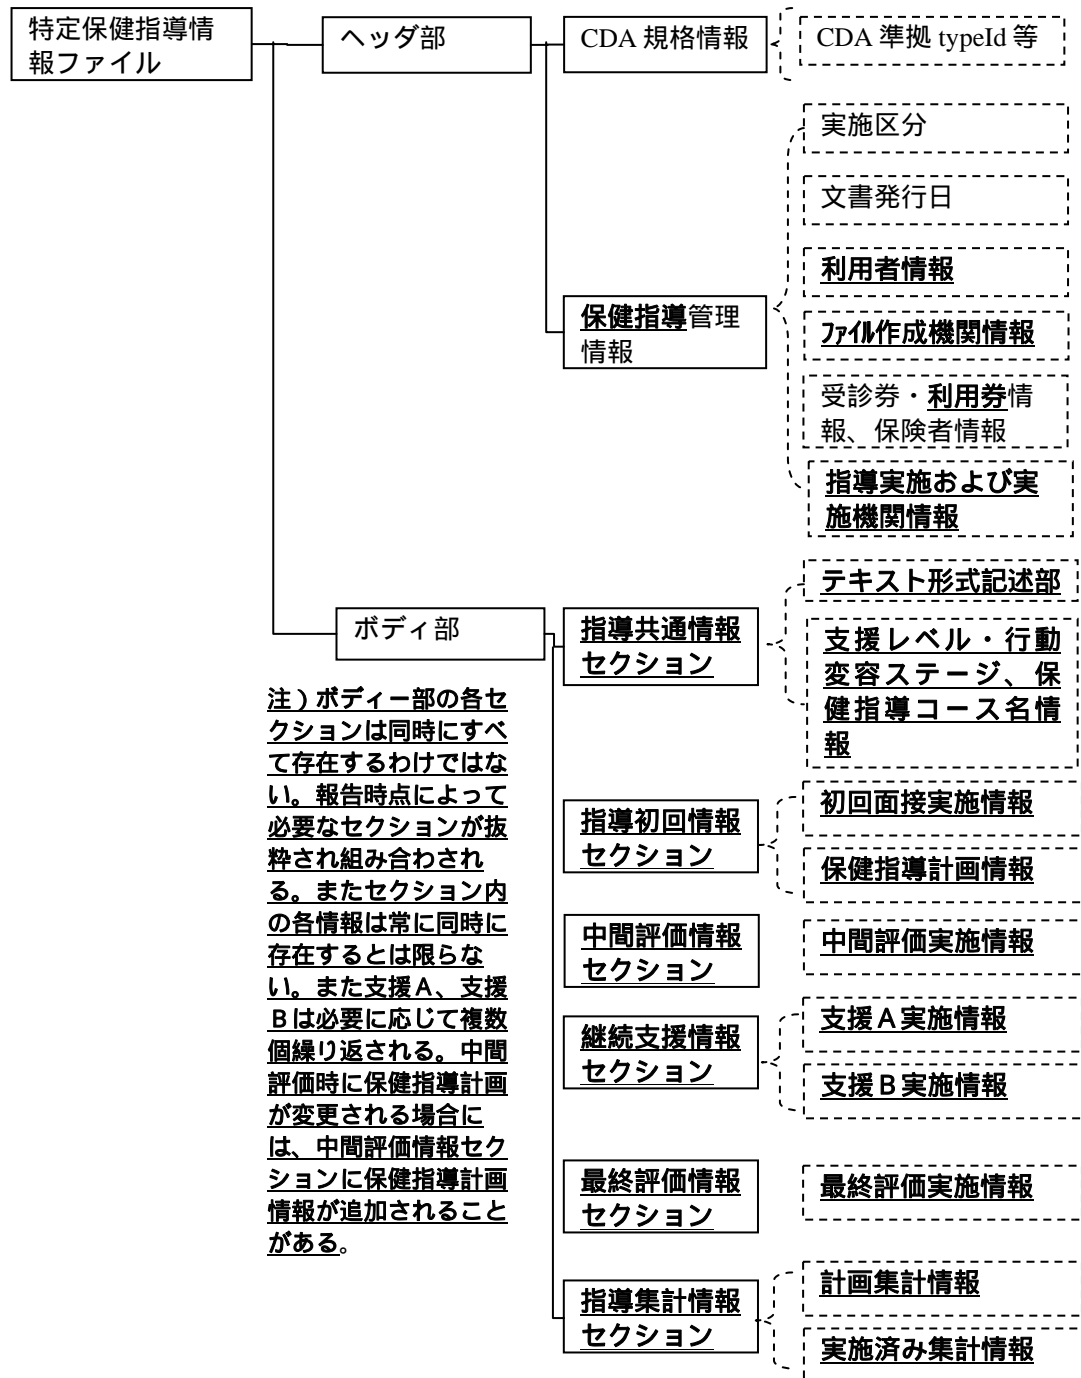 特定保健指導情
報ファイル
ヘッダ部
CDA 規格情報
CDA 準拠 typeId 等
実施区分
文書発行日
利用者情報
保健指導管理
情報
ﾌｧｲﾙ作成機関情報
受診券・利用券情
報、保険者情報
指導実施および実
施機関情報
ボディ部
指導共通情報
セクション
テキスト形式記述部
支援レベル・行動
変容ステージ、保
健指導コース名情
報
注）ボディー部の各セ
クションは同時にすべ
て存在するわけではな
い。報告時点によって
必要なセクションが抜
粋され組み合わされ
る。またセクション内
の各情報は常に同時に
存在するとは限らな
い。また支援Ａ、支援
Ｂは必要に応じて複数
個繰り返される。中間
評価時に保健指導計画
が変更される場合に
は、中間評価情報セク
ションに保健指導計画
情報が追加されること
がある。
指導初回情報
セクション
初回面接実施情報
保健指導計画情報
中間評価情報
セクション
中間評価実施情報
継続支援情報
セクション
支援Ａ実施情報
支援Ｂ実施情報
最終評価情報
セクション
最終評価実施情報
指導集計情報
セクション
計画集計情報
実施済み集計情報